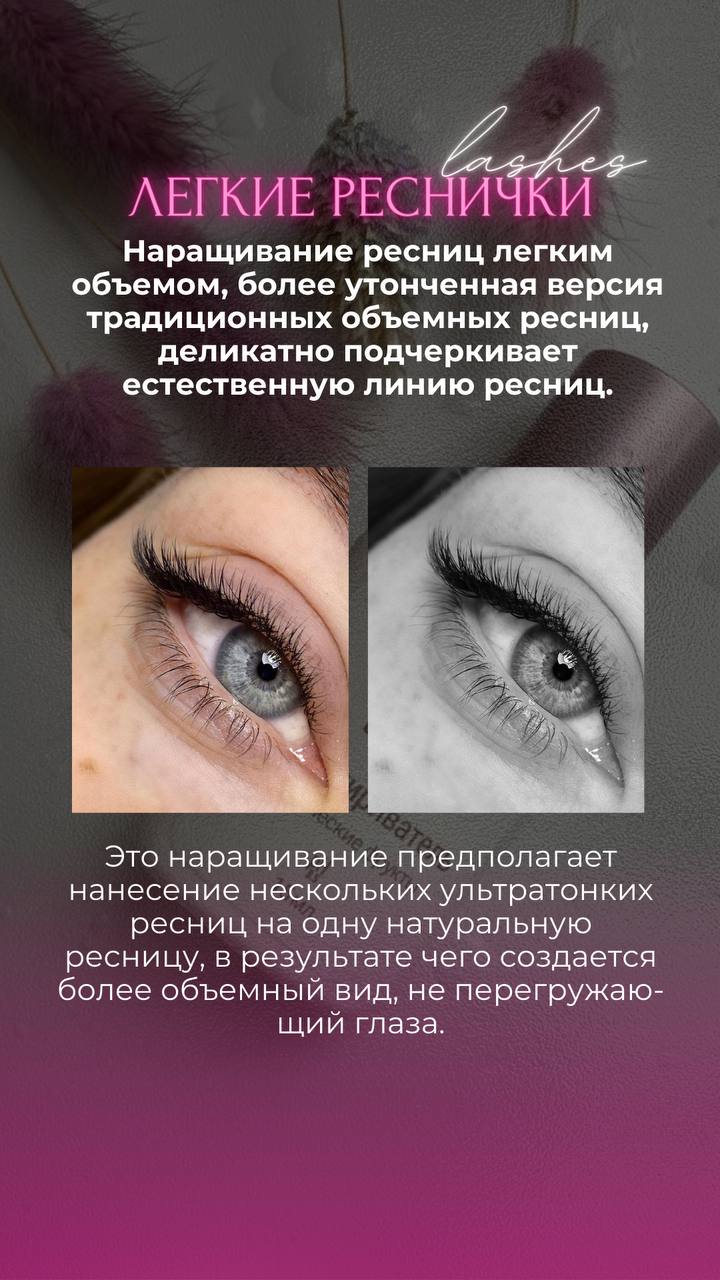 lashes
ЛЕГКИЕ РЕСНИЧКИ
Наращивание ресниц легким
объемом, более утонченная версия
традиционных объемных ресниц,
деликатно подчеркивает
естественную линию ресниц.
Это наращивание предполагает
нанесение нескольких ультратонких
ресниц на одну натуральную
ресницу, в результате чего создается
более объемный вид, не перегружаю-
щий глаза.